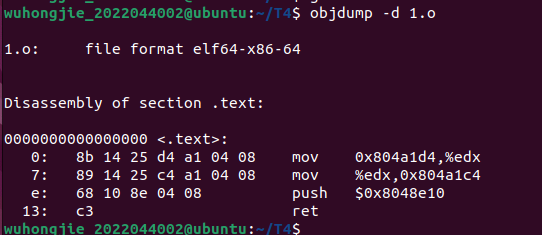 wuhongjie_2022044002@ubuntu:~/T4$ objdump -d 1.o
1.o:     file format elf64-x86-64
Disassembly of section .text:
0000000000000000 <.text>:
   0:   8b 14 25 d4 a1 04 08    mov    0x804a1d4,%edx
   7:   89 14 25 c4 a1 04 08    mov    %edx,0x804a1c4
   e:   68 10 8e 04 08          push   $0x8048e10
  13:   c3                      ret
wuhongjie_2022044002@ubuntu:~/T4$